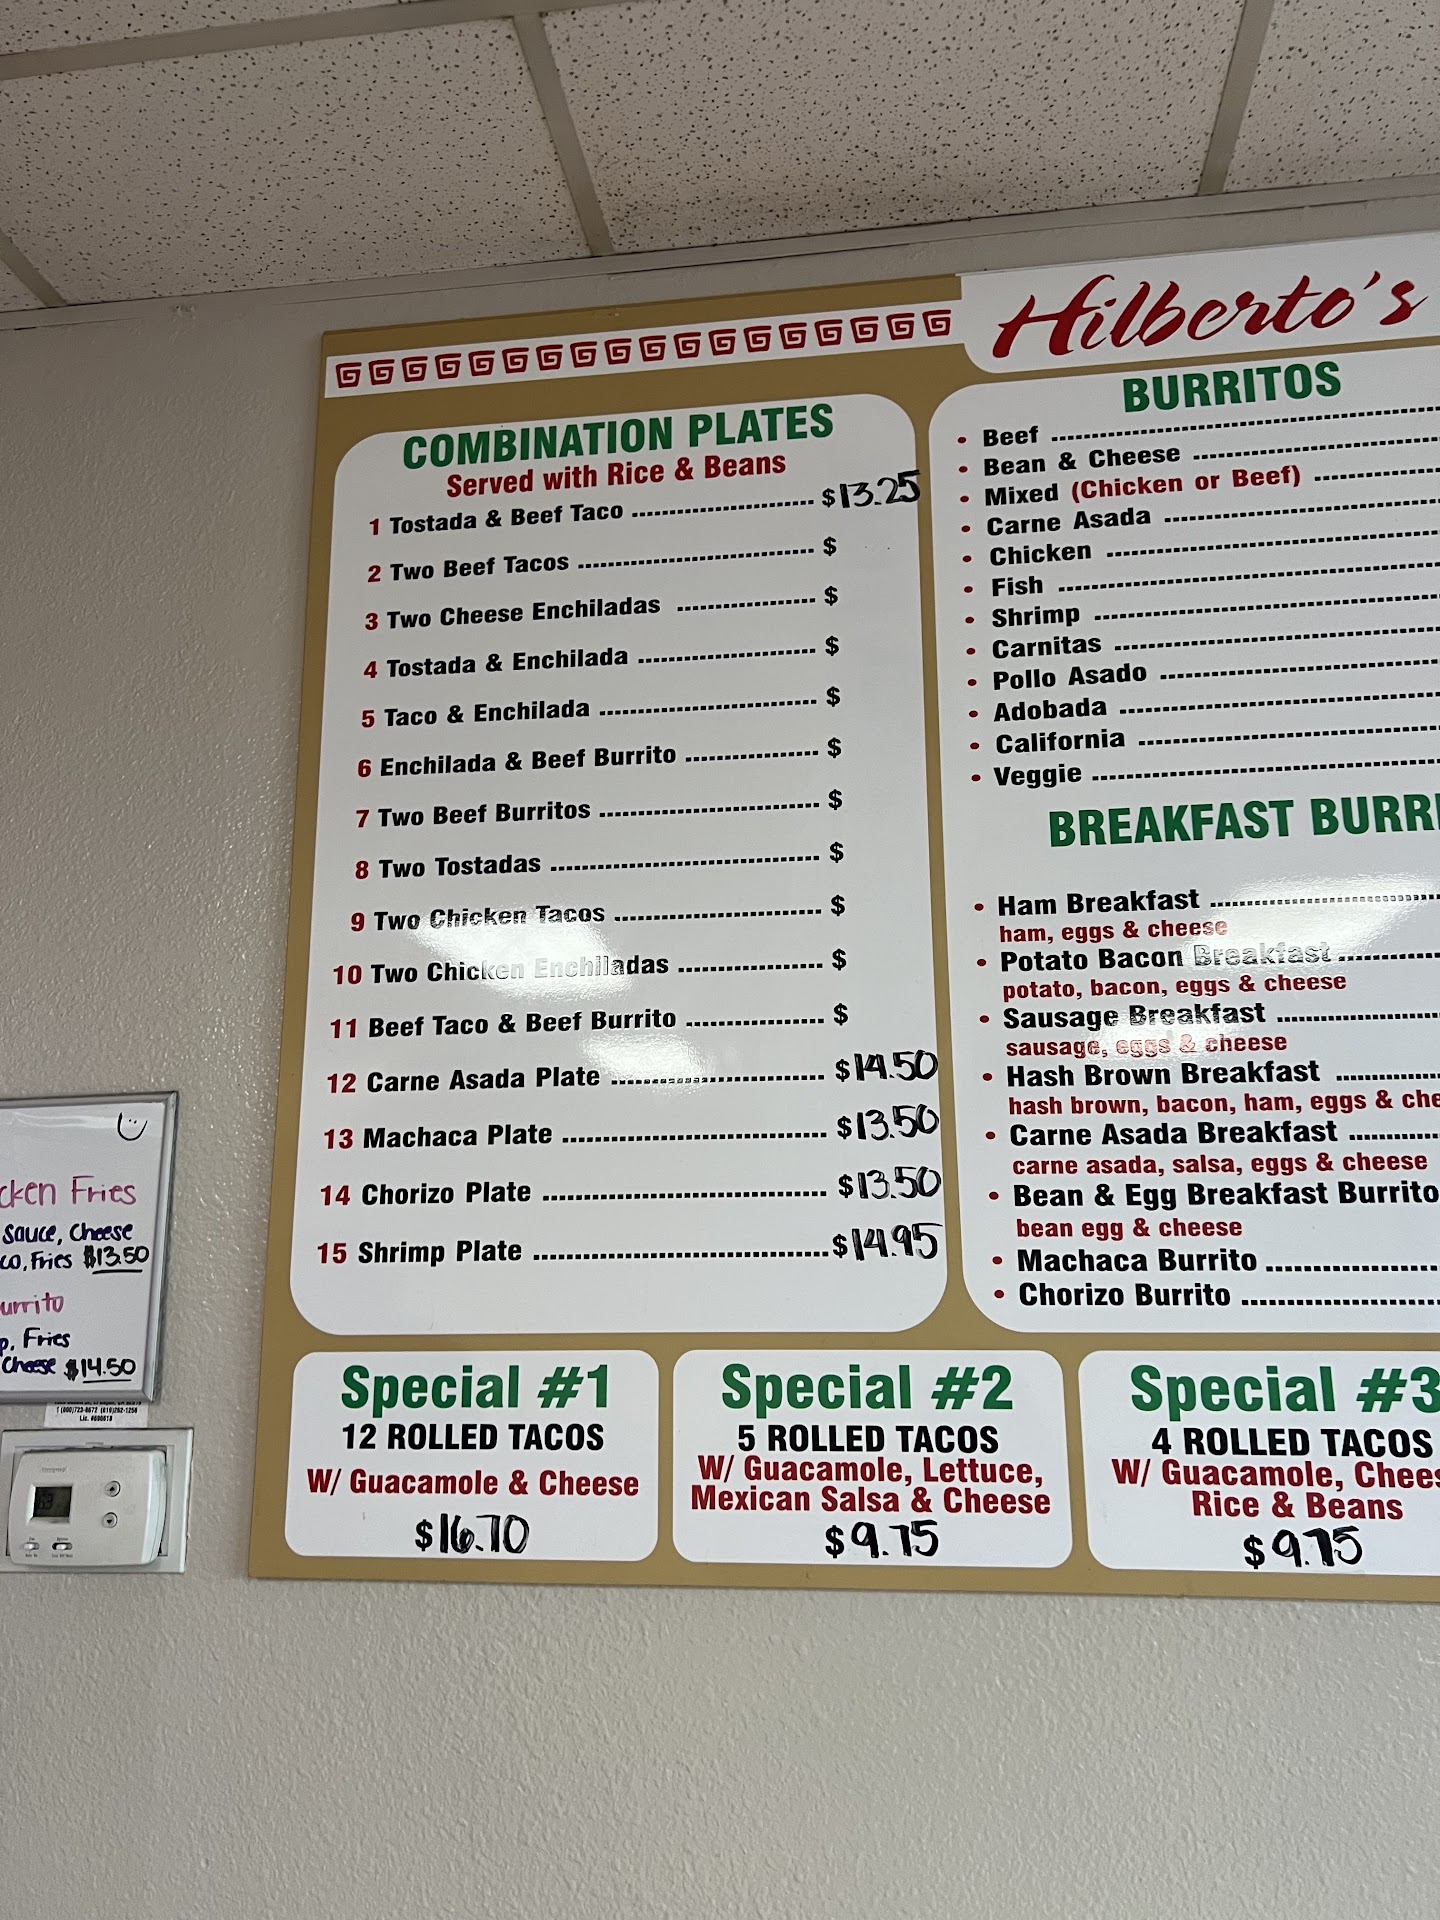 Hilberto's
COMBINATION PLATES
Served with Rice & Beans
1 Tostada & Beef Taco ........ $13.25
2 Two Beef Tacos ........ $
3 Two Cheese Enchiladas ........ $
4 Tostada & Enchilada ........ $
5 Taco & Enchilada ........ $
6 Enchilada & Beef Burrito ........ $
7 Two Beef Burritos ........ $
8 Two Tostadas ........ $
9 Two Chicken Tacos ........ $
10 Two Chicken Enchiladas ........ $
11 Beef Taco & Beef Burrito ........ $
12 Carne Asada Plate ........ $14.50
13 Machaca Plate ........ $13.50
14 Chorizo Plate ........ $13.50
15 Shrimp Plate ........ $14.95
BURRITOS
• Beef ........
• Bean & Cheese ........
• Mixed (Chicken or Beef) ........
• Carne Asada ........
• Chicken ........
• Fish ........
• Shrimp ........
• Carnitas ........
• Pollo Asado ........
• Adobada ........
• California ........
• Veggie ........
BREAKFAST BURRI
• Ham Breakfast ........
ham, eggs & cheese
• Potato Bacon Breakfast ........
potato, bacon, eggs & cheese
• Sausage Breakfast ........
sausage, eggs & cheese
• Hash Brown Breakfast ........
hash brown, bacon, ham, eggs & che
• Carne Asada Breakfast ........
carne asada, salsa, eggs & cheese
• Bean & Egg Breakfast Burrito
bean egg & cheese
• Machaca Burrito ........
• Chorizo Burrito ........
Special #1
12 ROLLED TACOS
W/ Guacamole & Cheese
$16.70
Special #2
5 ROLLED TACOS
W/ Guacamole, Lettuce,
Mexican Salsa & Cheese
$9.75
Special #3
4 ROLLED TACOS
W/ Guacamole, Chees
Rice & Beans
$9.75
cken Fries
Sauce, Cheese
co, Fries $13.50
urrito
p, Fries
Cheese $14.50